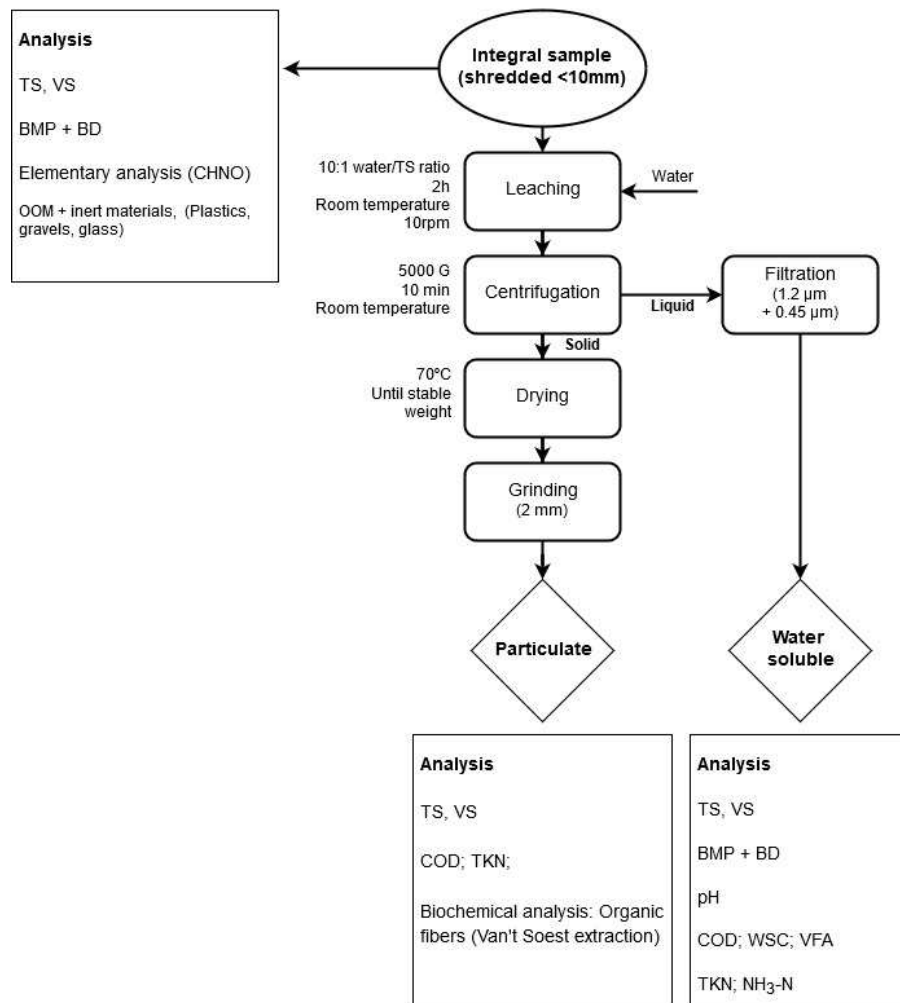 Analysis
TS, VS
BMP + BD
Elementary analysis (CHNO)
OOM + inert materials, (Plastics,
gravels, glass)
Integral sample
(shredded <10mm)
10:1 water/TS ratio
2h
Room temperature
10rpm
Leaching
Water
5000 G
10 min
Room temperature
Centrifugation
Liquid
Filtration
(1.2 µm
+ 0.45 µm)
Solid
70ºC
Until stable
weight
Drying
Grinding
(2 mm)
Particulate
Water
soluble
Analysis
TS, VS
COD; TKN;
Biochemical analysis: Organic
fibers (Van't Soest extraction)
Analysis
TS, VS
BMP + BD
pH
COD; WSC; VFA
TKN; NH₃-N